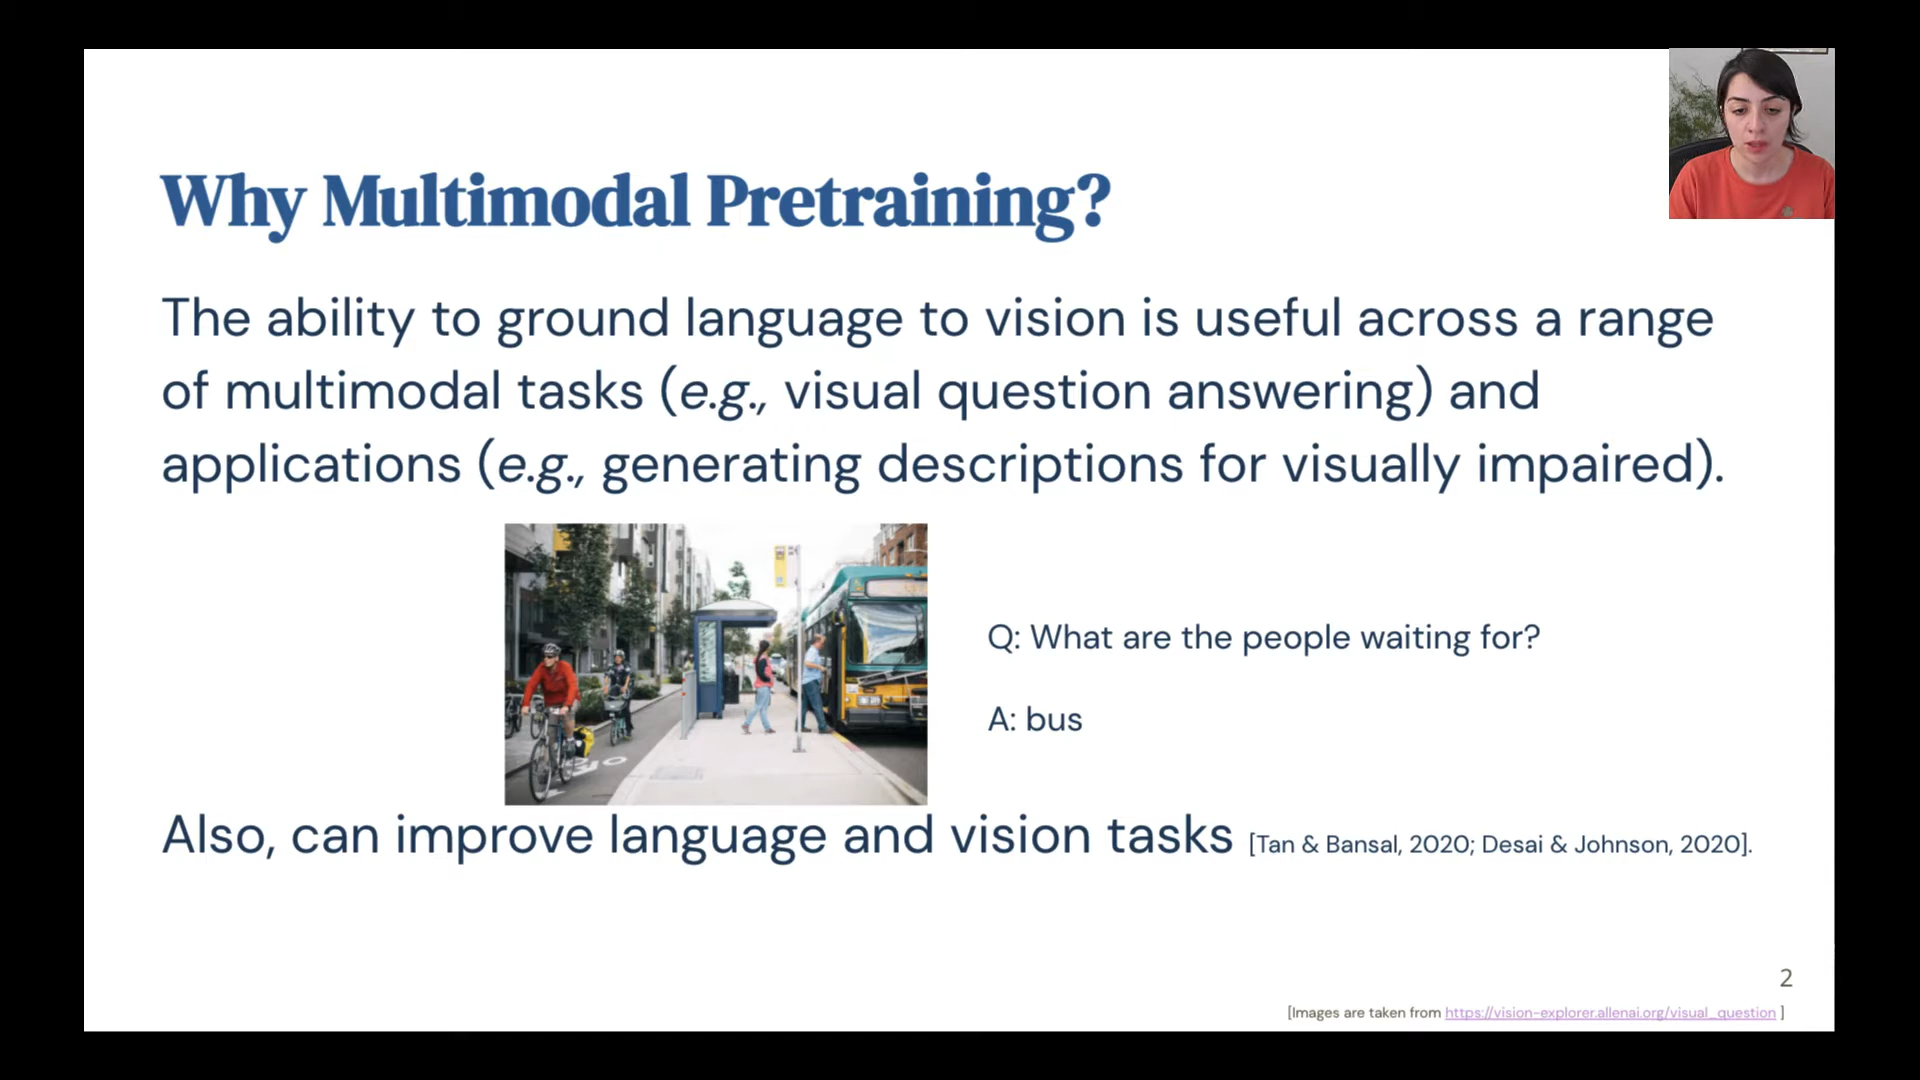 Why Multimodal Pretraining?
The ability to ground language to vision is useful across a range
of multimodal tasks (e.g., visual question answering) and
applications (e.g., generating descriptions for visually impaired).
Q: What are the people waiting for?
A: bus
Also, can improve language and vision tasks [Tan & Bansal, 2020; Desai & Johnson, 2020].
2
[Images are taken from https://vision-explorer.allenai.org/visual_question ]